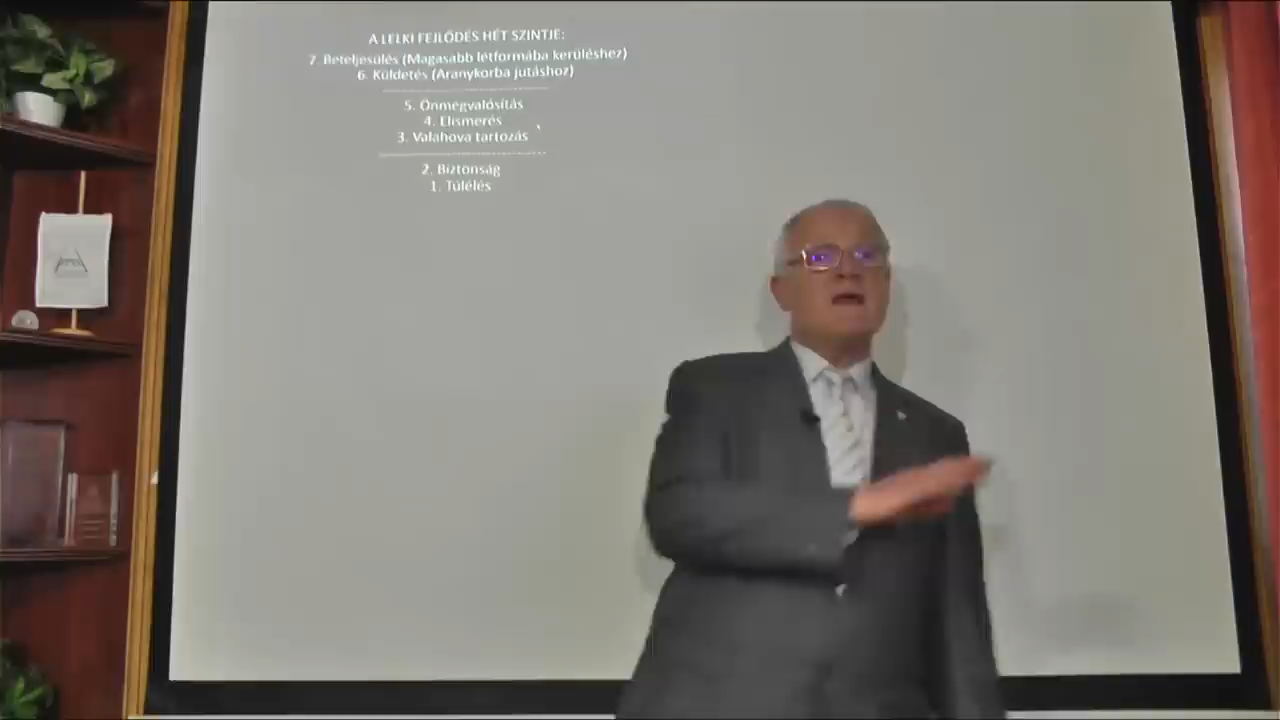 A LELKI FEJLŐDÉS HÉT SZINTJE:
7. Beteljesülés (Magasabb létformába kerüléshez)
6. Küldetés (Aranykorba jutáshoz)
5. Önmegvalósítás
4. Elismerés
3. Valahova tartozás
2. Biztonság
1. Túlélés